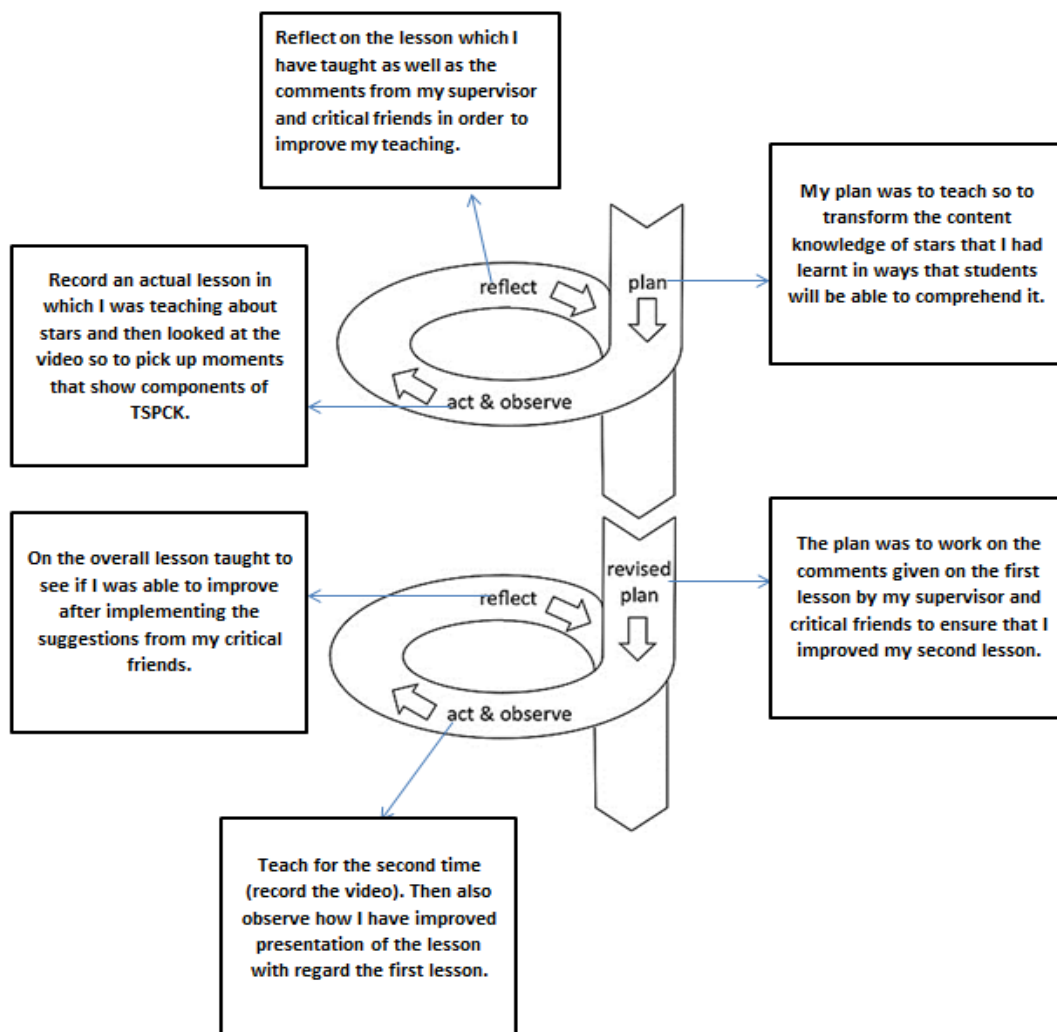 Reflect on the lesson which I
have taught as well as the
comments from my supervisor
and critical friends in order to
improve my teaching.
My plan was to teach so to
transform the content
knowledge of stars that I had
learnt in ways that students
will be able to comprehend it.
Record an actual lesson in
which I was teaching about
stars and then looked at the
video so to pick up moments
that show components of
TSPCK.
reflect
plan
act & observe
On the overall lesson taught to
see if I was able to improve
after implementing the
suggestions from my critical
friends.
The plan was to work on the
comments given on the first
lesson by my supervisor and
critical friends to ensure that I
improved my second lesson.
revised
plan
reflect
act & observe
Teach for the second time
(record the video). Then also
observe how I have improved
presentation of the lesson
with regard the first lesson.